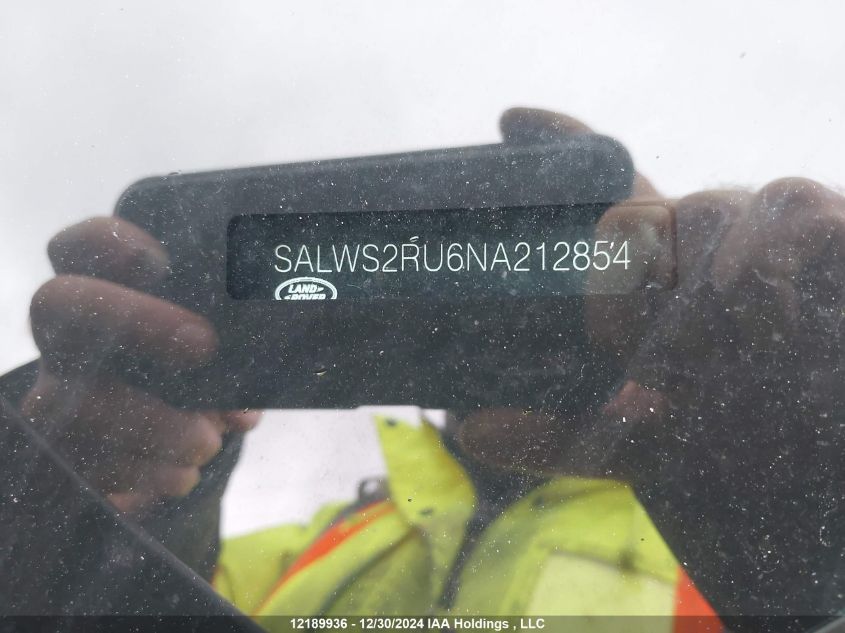 SALWS2RU6NA212854
LAND
ROVER
12189936 - 12/30/2024 IAA Holdings , LLC